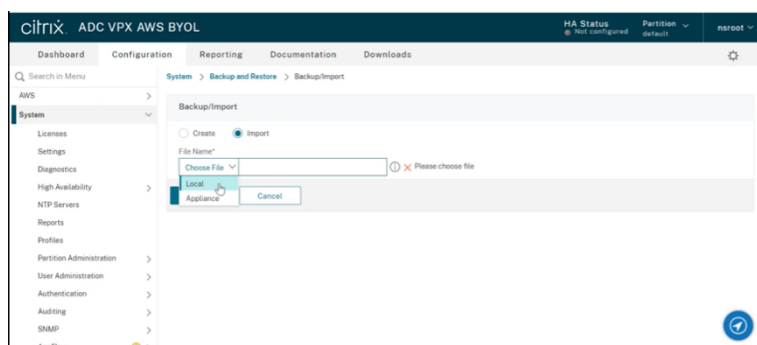 citrix. ADC VPX AWS BYOL
HA Status
Not configured
Partition
default
nsroot
Dashboard Configuration Reporting Documentation Downloads
Search in Menu
System > Backup and Restore > Backup/Import
AWS
System
Licenses
Settings
Diagnostics
High Availability
NTP Servers
Reports
Profiles
Partition Administration
User Administration
Authentication
Auditing
SNMP
Backup/Import
Create Import
File Name*
Choose File
Please choose file
Local
Appliance
Cancel